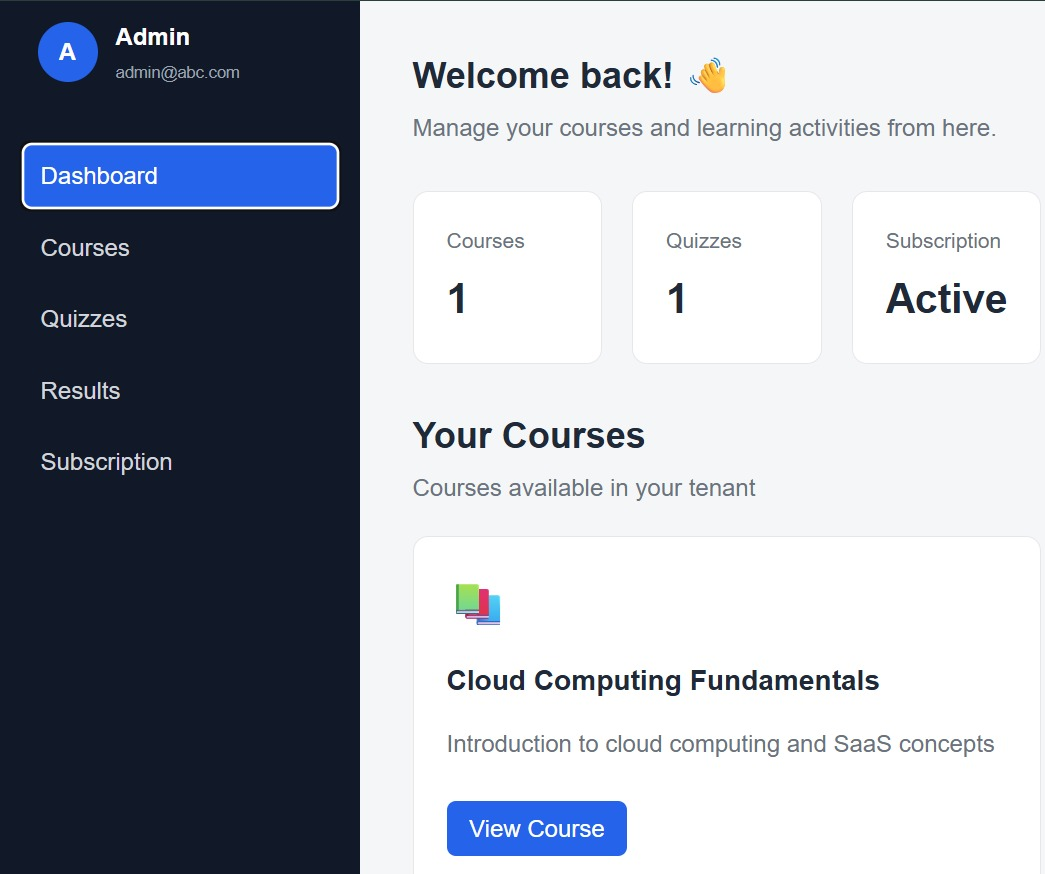 A
Admin
admin@abc.com
Dashboard
Courses
Quizzes
Results
Subscription
Welcome back! 👋
Manage your courses and learning activities from here.
Courses
1
Quizzes
1
Subscription
Active
Your Courses
Courses available in your tenant
Cloud Computing Fundamentals
Introduction to cloud computing and SaaS concepts
View Course